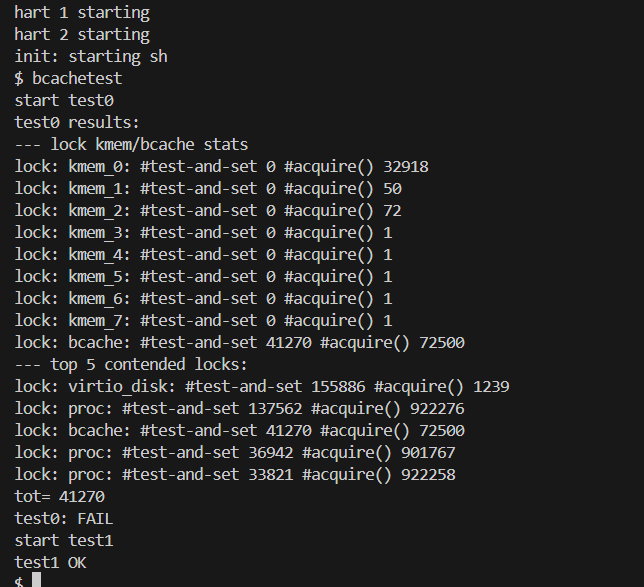 hart 1 starting
hart 2 starting
init: starting sh
$ bcachetest
start test0
test0 results:
--- lock kmem/bcache stats
lock: kmem_0: #test-and-set 0 #acquire() 32918
lock: kmem_1: #test-and-set 0 #acquire() 50
lock: kmem_2: #test-and-set 0 #acquire() 72
lock: kmem_3: #test-and-set 0 #acquire() 1
lock: kmem_4: #test-and-set 0 #acquire() 1
lock: kmem_5: #test-and-set 0 #acquire() 1
lock: kmem_6: #test-and-set 0 #acquire() 1
lock: kmem_7: #test-and-set 0 #acquire() 1
lock: bcache: #test-and-set 41270 #acquire() 72500
--- top 5 contended locks:
lock: virtio_disk: #test-and-set 155886 #acquire() 1239
lock: proc: #test-and-set 137562 #acquire() 922276
lock: bcache: #test-and-set 41270 #acquire() 72500
lock: proc: #test-and-set 36942 #acquire() 901767
lock: proc: #test-and-set 33821 #acquire() 922258
tot= 41270
test0: FAIL
start test1
test1 OK
$